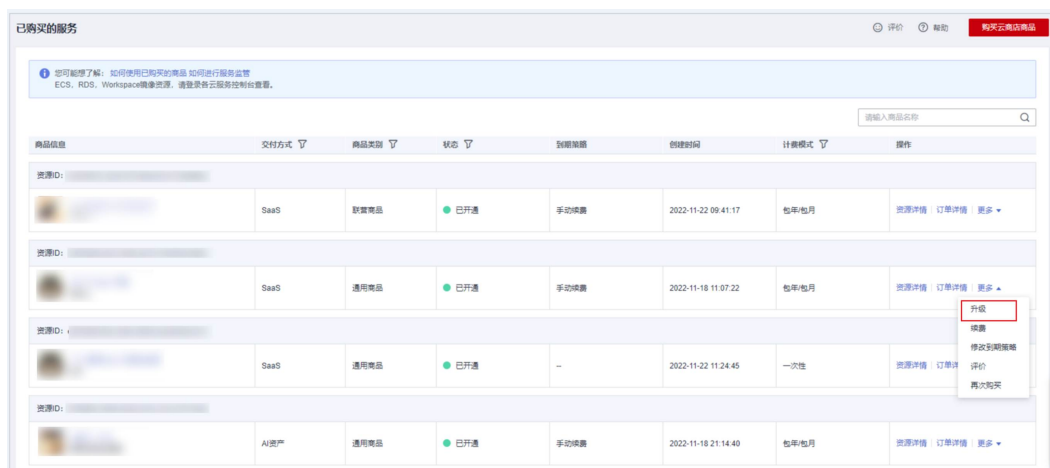 已购买的服务 评价 帮助 购买云商店商品
您可能想了解： 如何使用已购买的商品 如何进行服务监管
ECS、RDS、Workspace镜像资源，请登录各云服务控制台查看。
请输入商品名称
商品信息 交付方式 商品类别 状态 到期策略 创建时间 计费模式 操作
资源ID:
SaaS 联营商品 已开通 手动续费 2022-11-22 09:41:17 包年/包月 资源详情 订单详情 更多
资源ID:
SaaS 通用商品 已开通 手动续费 2022-11-18 11:07:22 包年/包月 资源详情 订单详情 更多
升级
续费
修改到期策略
评价
再次购买
资源ID:
SaaS 通用商品 已开通 -- 2022-11-22 11:24:45 一次性 资源详情 订单详
资源ID:
AI资产 通用商品 已开通 手动续费 2022-11-18 21:14:40 包年/包月 资源详情 订单详情 更多